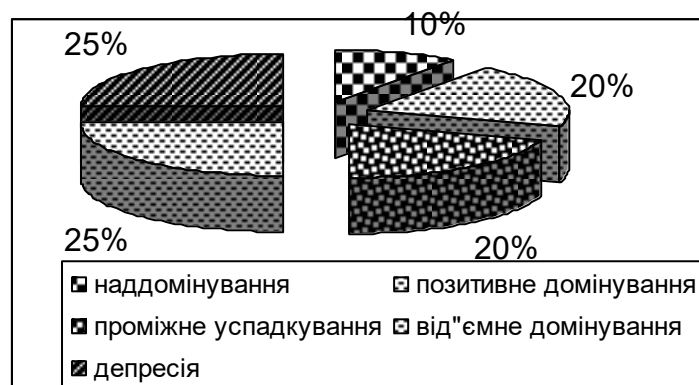 25%
10%
20%
25%
20%
наддомінування
позитивне домінування
проміжне успадкування
від"ємне домінування
депресія